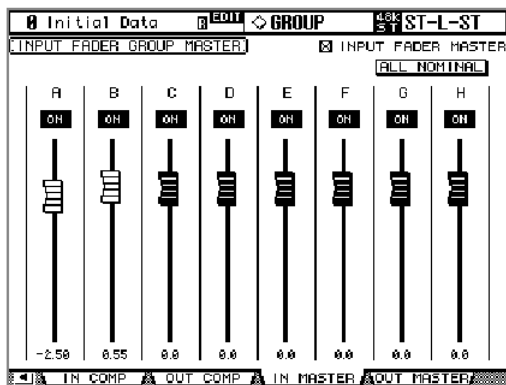 0 Initial Data EDIT GROUP 48K ST ST-L-ST
INPUT FADER GROUP MASTER
INPUT FADER MASTER
ALL NOMINAL
A B C D E F G H
ON ON ON ON ON ON ON ON
-2.50 0.55 0.0 0.0 0.0 0.0 0.0 0.0
IN COMP OUT COMP IN MASTER OUT MASTER